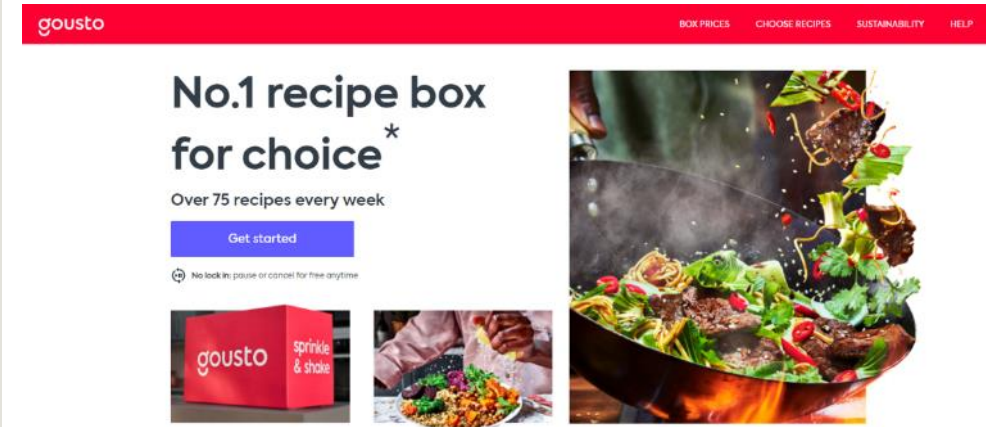 gousto
BOX PRICES CHOOSE RECIPES SUSTAINABILITY HELP
No.1 recipe box
for choice*
Over 75 recipes every week
Get started
No lock in: pause or cancel for free anytime
gousto
sprinkle
& shake